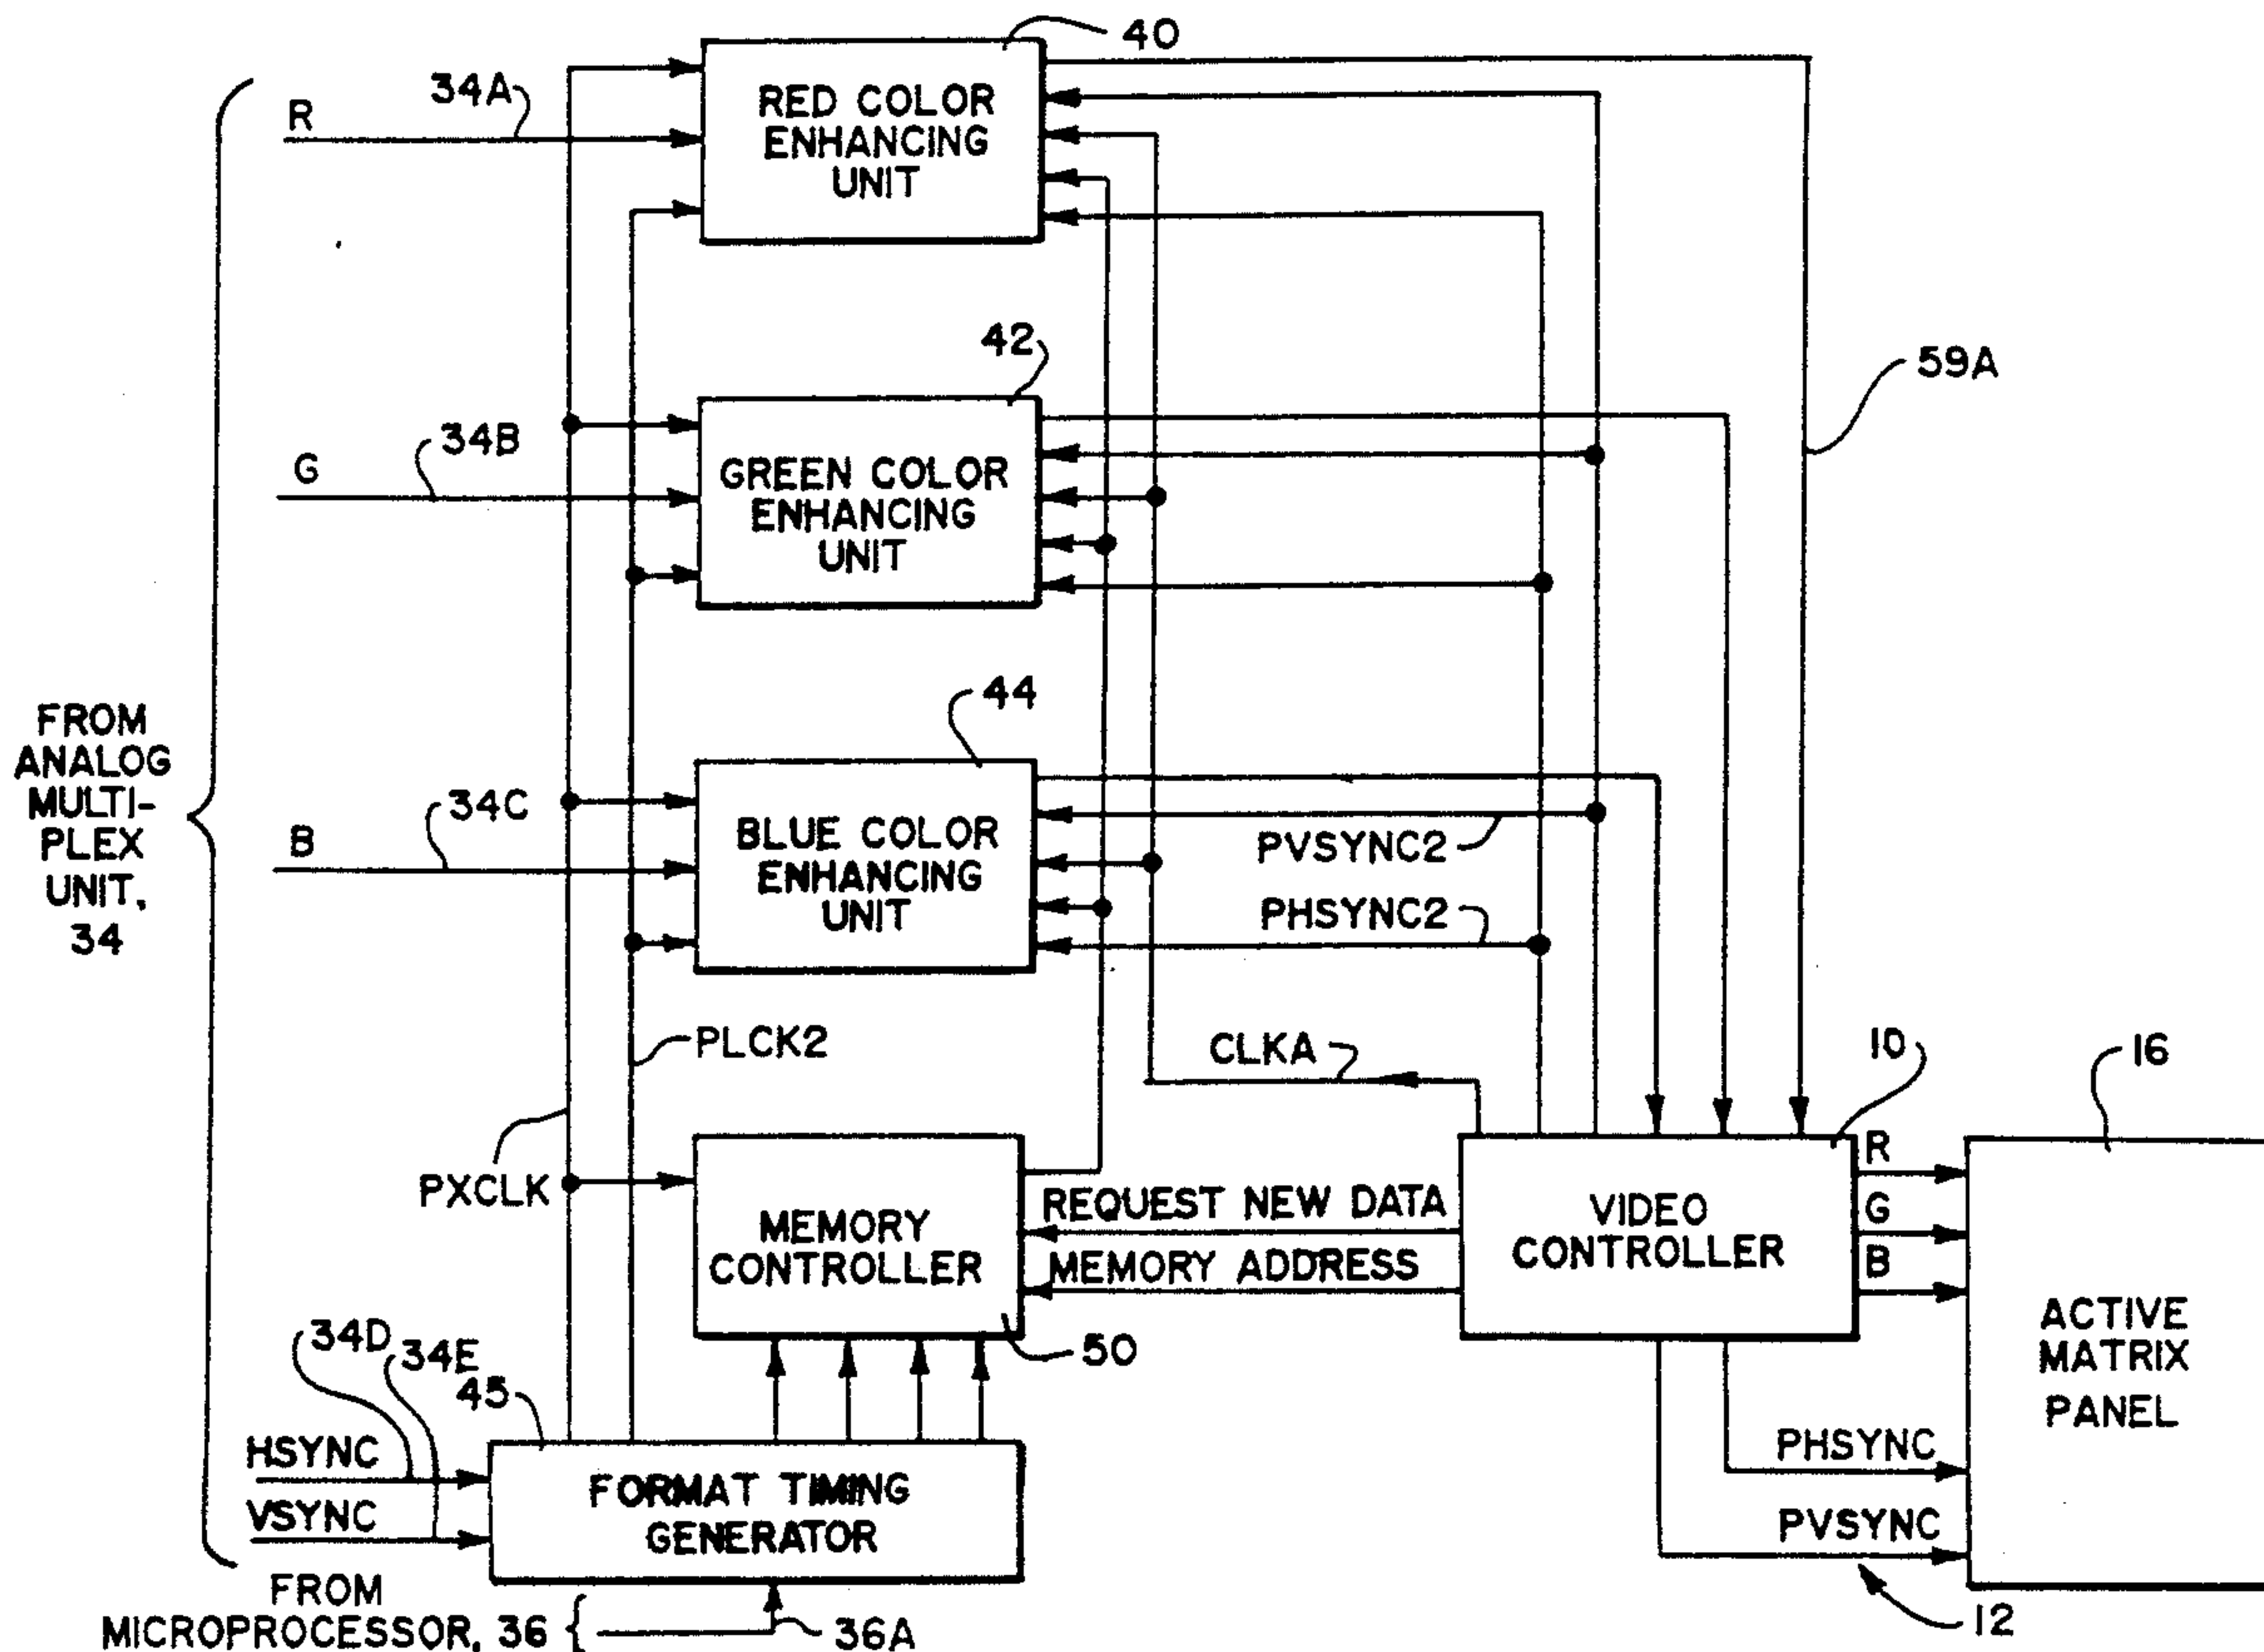 40
34A
R
RED COLOR
ENHANCING
UNIT
42
59A
34B
G
GREEN COLOR
ENHANCING
UNIT
44
FROM
ANALOG
MULTI-
PLEX
UNIT,
34
34C
B
BLUE COLOR
ENHANCING
UNIT
PVSYNC2
PHSYNC2
PLCK2
CLKA
10
16
PXCLK
MEMORY
CONTROLLER
REQUEST NEW DATA
MEMORY ADDRESS
VIDEO
CONTROLLER
R
G
B
ACTIVE
MATRIX
PANEL
50
34D
34E
45
HSYNC
VSYNC
FORMAT TIMING
GENERATOR
PHSYNC
PVSYNC
12
FROM
MICROPROCESSOR, 36
36A